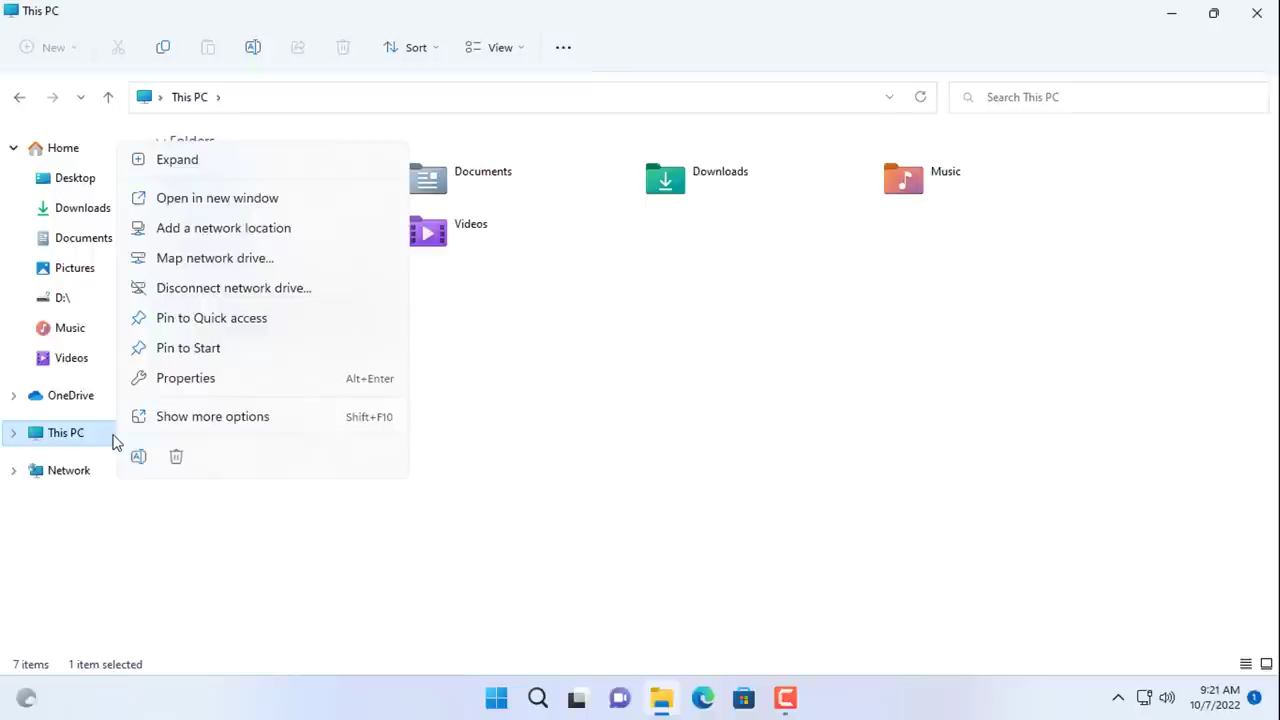 This PC
New
Sort
View
This PC
Search This PC
Home
Desktop
Downloads
Documents
Pictures
D:\
Music
Videos
OneDrive
This PC
Network
Folders
Expand
Open in new window
Add a network location
Map network drive...
Disconnect network drive...
Pin to Quick access
Pin to Start
Properties Alt+Enter
Show more options Shift+F10
Documents
Downloads
Music
Videos
7 items 1 item selected
9:21 AM
10/7/2022
1